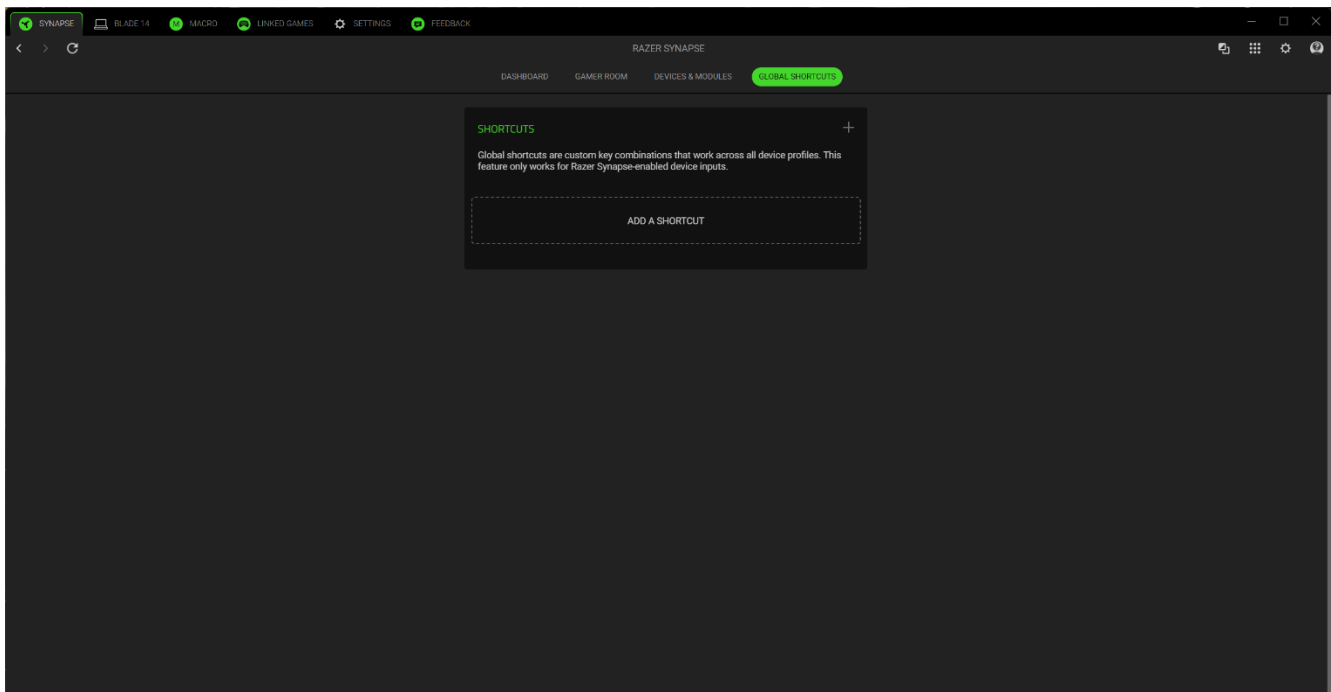 SYNAPSE BLADE 14 MACRO LINKED GAMES SETTINGS FEEDBACK
RAZER SYNAPSE
DASHBOARD GAMER ROOM DEVICES & MODULES GLOBAL SHORTCUTS
SHORTCUTS
Global shortcuts are custom key combinations that work across all device profiles. This
feature only works for Razer Synapse-enabled device inputs.
ADD A SHORTCUT